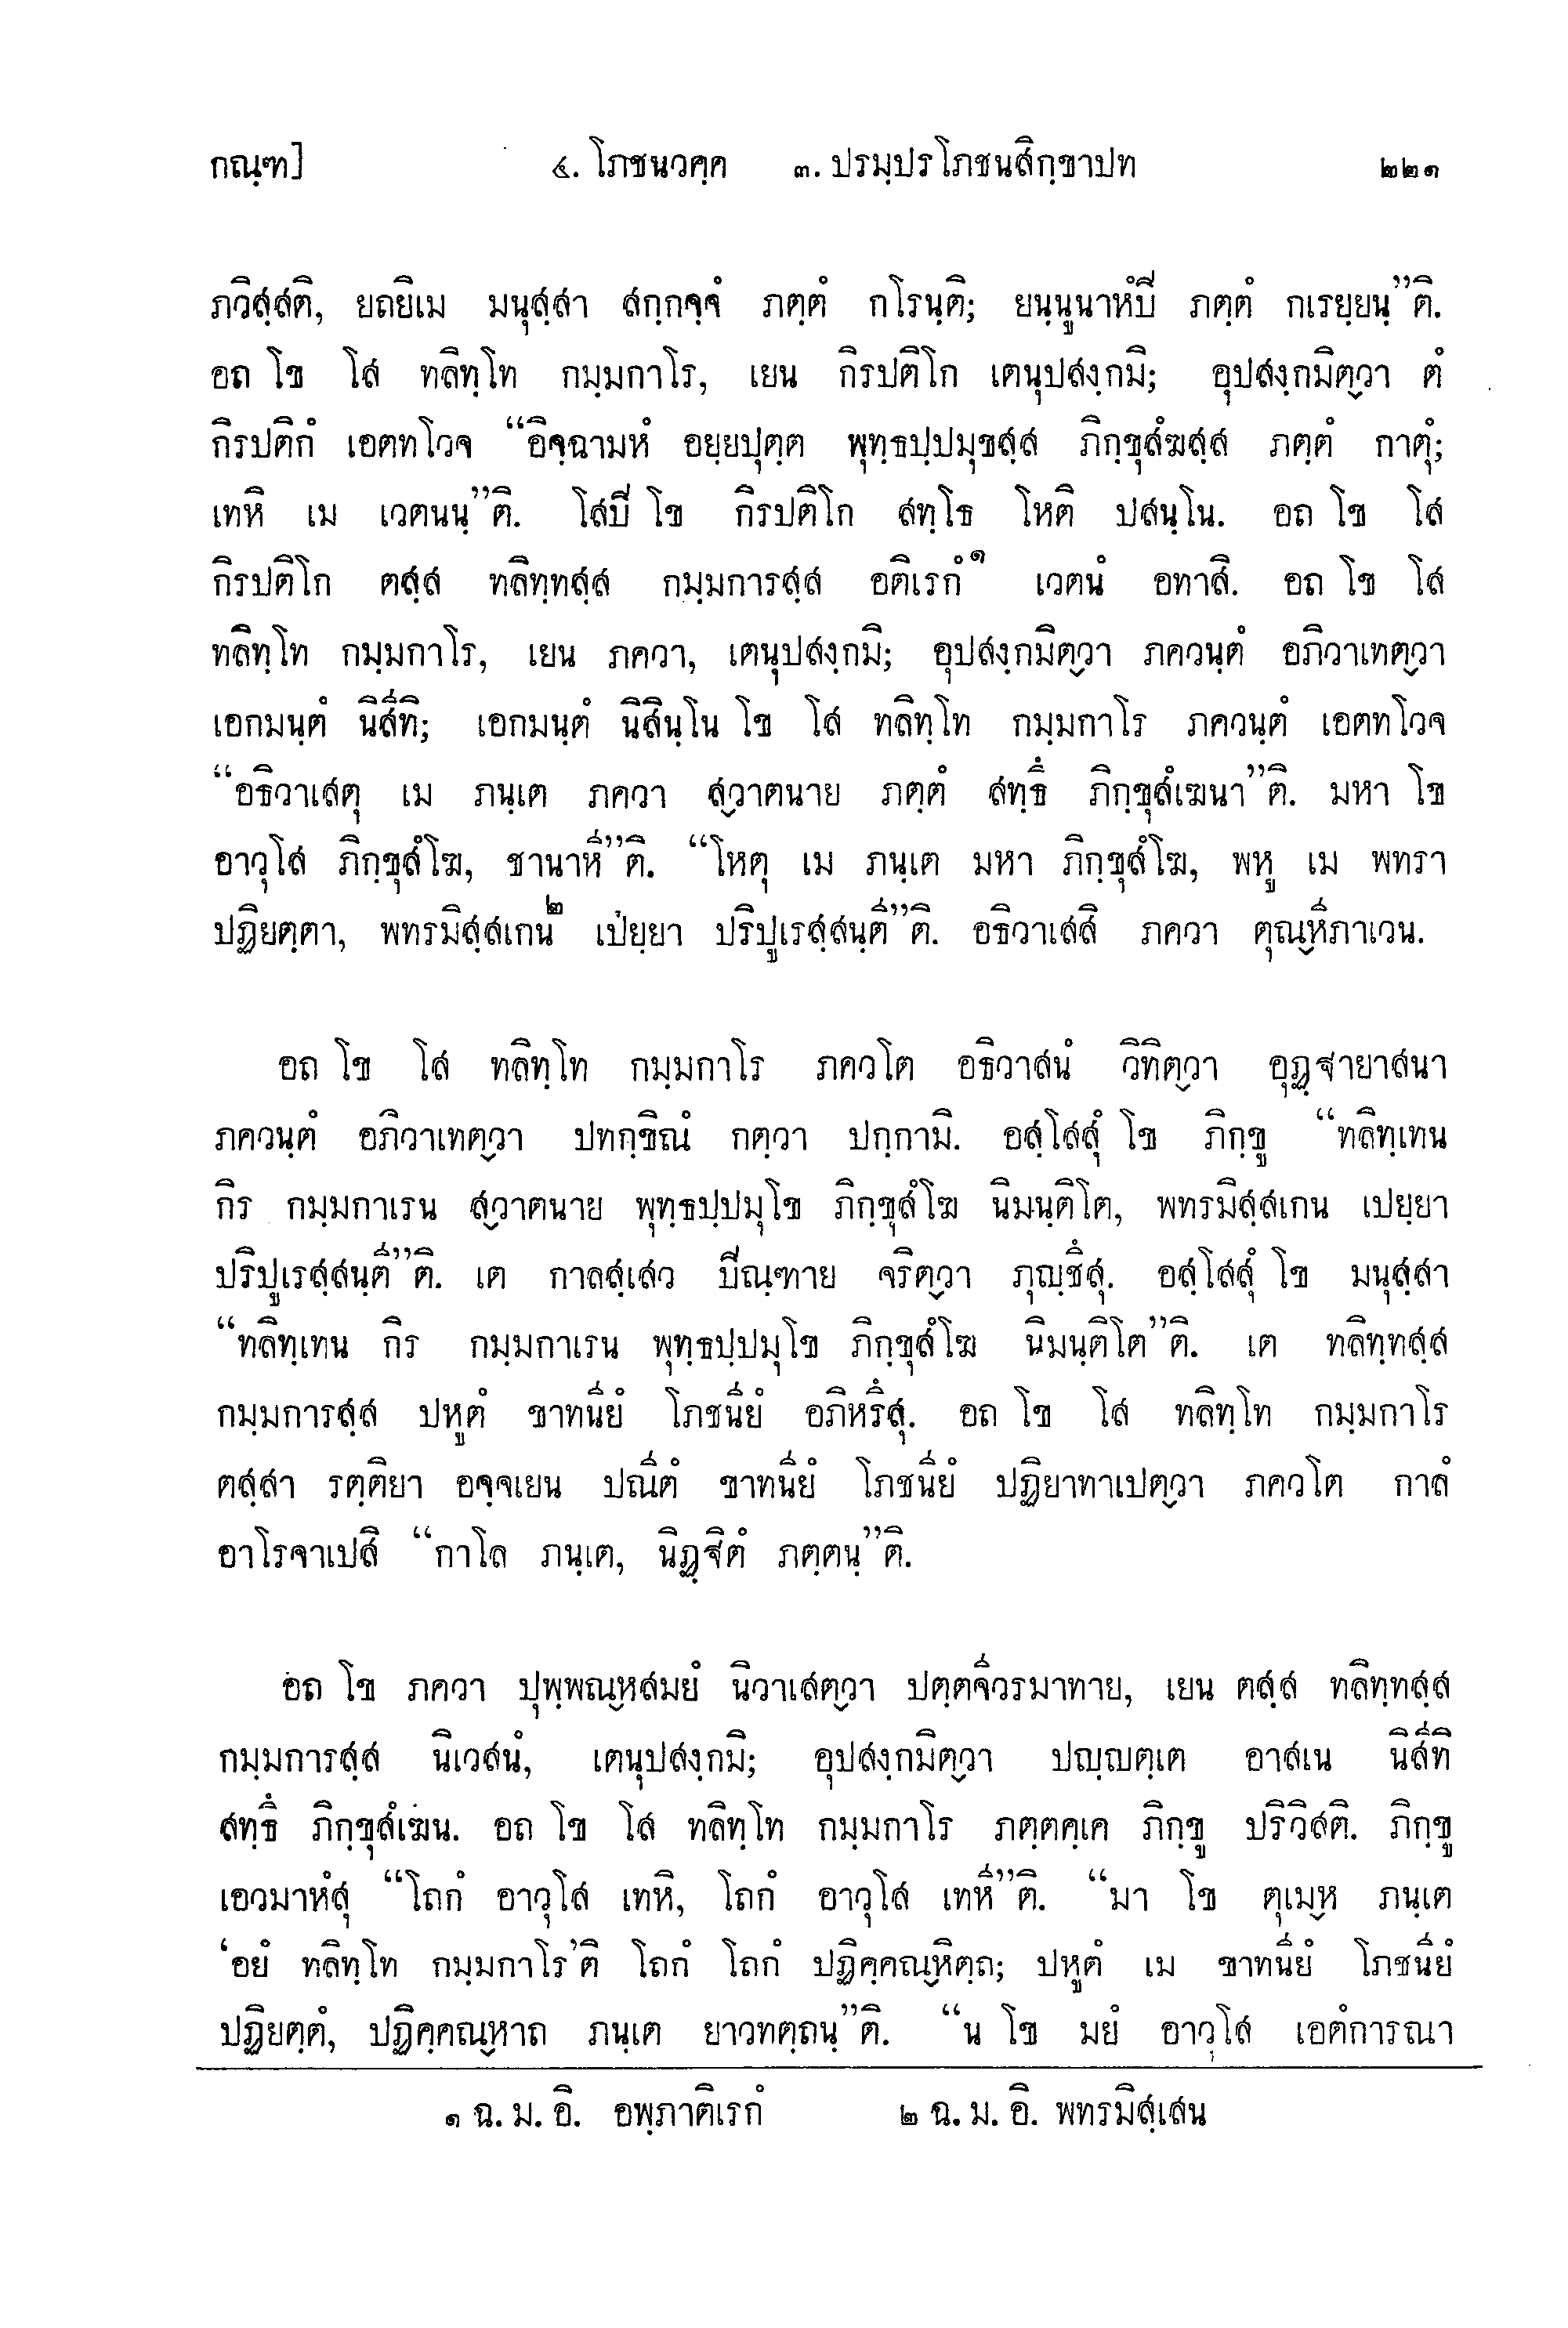 กณฺฑ] ๔. โภชนวคฺค ๓. ปรมฺปรโภชนสิกฺขาปท ๒๒๑
ภวิสฺสติ, ยถยิเม มนุสฺสา สกฺกจฺจํ ภตฺตํ กโรนฺติ; ยนฺนูนาหํปิ ภตฺตํ กเรยฺยนฺ”ติ.
อถ โข โส ทลิทฺโท กมฺมกาโร, เยน กิรปติโก เตนุปสงฺกมิ; อุปสงฺกมิตฺวา ตํ
กิรปติกํ เอตทโวจ “อิจฺฉามหํ อยฺยปุตฺต พุทฺธปฺปมุขสฺส ภิกฺขุสํฆสฺส ภตฺตํ กาตุํ;
เทหิ เม เวตนนฺ”ติ. โสปิ โข กิรปติโก สทฺโธ โหติ ปสนฺโน. อถ โข โส
กิรปติโก ตสฺส ทลิทฺทสฺส กมฺมการสฺส อติเรกํ๑ เวตนํ อทาสิ. อถ โข โส
ทลิทฺโท กมฺมกาโร, เยน ภควา, เตนุปสงฺกมิ; อุปสงฺกมิตฺวา ภควนฺตํ อภิวาเทตฺวา
เอกมนฺตํ นิสีทิ; เอกมนฺตํ นิสินฺโน โข โส ทลิทฺโท กมฺมกาโร ภควนฺตํ เอตทโวจ
“อธิวาเสตุ เม ภนฺเต ภควา สฺวาตนาย ภตฺตํ สทฺธึ ภิกฺขุสํเฆนา”ติ. มหา โข
อาวุโส ภิกฺขุสํโฆ, ชานาหี”ติ. “โหตุ เม ภนฺเต มหา ภิกฺขุสํโฆ, พหู เม พทรา
ปฏิยตฺตา, พทรมิสฺสเกน๒ เปยฺยา ปริปูเรสฺสนฺตี”ติ. อธิวาเสสิ ภควา ตุณฺหีภาเวน.
อถ โข โส ทลิทฺโท กมฺมกาโร ภควโต อธิวาสนํ วิทิตฺวา อุฏฺฐายาสนา
ภควนฺตํ อภิวาเทตฺวา ปทกฺขิณํ กตฺวา ปกฺกามิ. อสฺโสสุํ โข ภิกฺขู “ทลิทฺเทน
กิร กมฺมกาเรน สฺวาตนาย พุทฺธปฺปมุโข ภิกฺขุสํโฆ นิมนฺติโต, พทรมิสฺสเกน เปยฺยา
ปริปูเรสฺสนฺตี”ติ. เต กาลสฺเสว ปิณฺฑาย จริตฺวา ภุญฺชึสุ. อสฺโสสุํ โข มนุสฺสา
“ทลิทฺเทน กิร กมฺมกาเรน พุทฺธปฺปมุโข ภิกฺขุสํโฆ นิมนฺติโต”ติ. เต ทลิทฺทสฺส
กมฺมการสฺส ปหูตํ ขาทนียํ โภชนียํ อภิหรึสุ. อถ โข โส ทลิทฺโท กมฺมกาโร
ตสฺสา รตฺติยา อจฺจเยน ปณีตํ ขาทนียํ โภชนียํ ปฏิยาทาเปตฺวา ภควโต กาลํ
อาโรจาเปสิ “กาโล ภนฺเต, นิฏฺฐิตํ ภตฺตนฺ”ติ.
อถ โข ภควา ปุพฺพณฺหสมยํ นิวาเสตฺวา ปตฺตจีวรมาทาย, เยน ตสฺส ทลิทฺทสฺส
กมฺมการสฺส นิเวสนํ, เตนุปสงฺกมิ; อุปสงฺกมิตฺวา ปญฺญตฺเต อาสเน นิสีทิ
สทฺธึ ภิกฺขุสํเฆน. อถ โข โส ทลิทฺโท กมฺมกาโร ภตฺตคฺเค ภิกฺขู ปริวิสติ. ภิกฺขู
เอวมาหํสุ “โถกํ อาวุโส เทหิ, โถกํ อาวุโส เทหี”ติ. “มา โข ตุเมฺห ภนฺเต
‘อยํ ทลิทฺโท กมฺมกาโร’ติ โถกํ โถกํ ปฏิคฺคณฺหิตฺถ; ปหูตํ เม ขาทนียํ โภชนียํ
ปฏิยตฺตํ, ปฏิคฺคณฺหาถ ภนฺเต ยาวทตฺถนฺ”ติ. “น โข มยํ อาวุโส เอตํการณา
๑ ฉ. ม. อิ. อพฺภาติเรกํ ๒ ฉ. ม. อิ. พทรมิสฺเสน